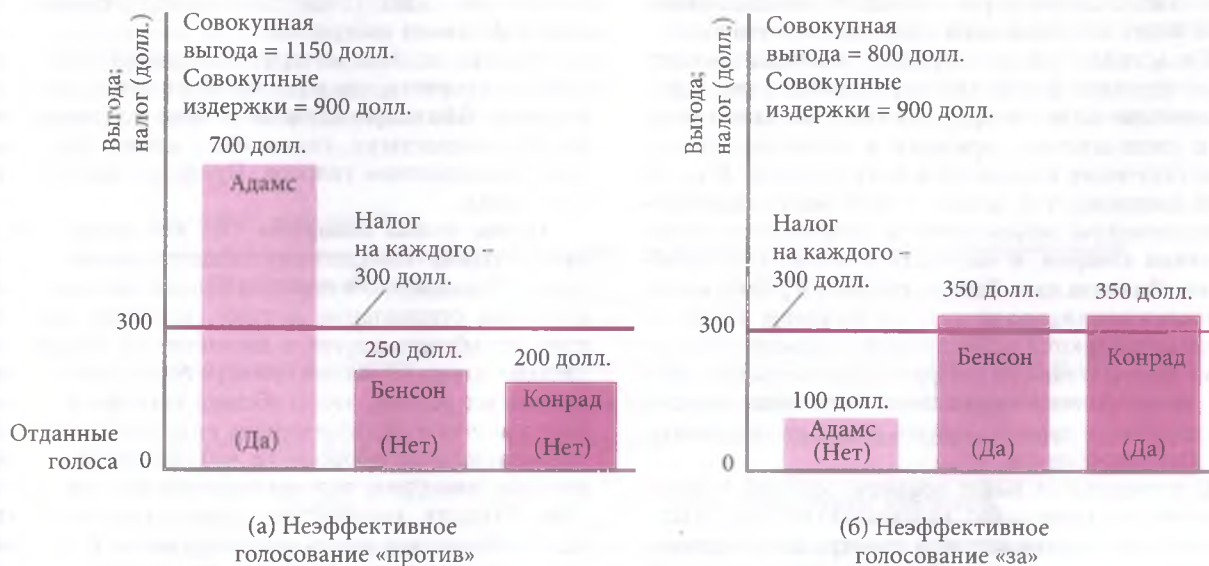 Выгода;
налог (долл.)
Совокупная
выгода = 1150 долл.
Совокупные
издержки = 900 долл.
700 долл.
Адамс
Налог
на каждого –
300 долл.
300
250 долл.
200 долл.
Бенсон
Конрад
Отданные
голоса
(Да)
(Нет)
(Нет)
0
(а) Неэффективное
голосование «против»
Выгода;
налог (долл.)
Совокупная
выгода = 800 долл.
Совокупные
издержки = 900 долл.
Налог
на каждого –
300 долл.
350 долл.
350 долл.
300
Бенсон
Конрад
100 долл.
Адамс
(Нет)
(Да)
(Да)
0
(б) Неэффективное
голосование «за»